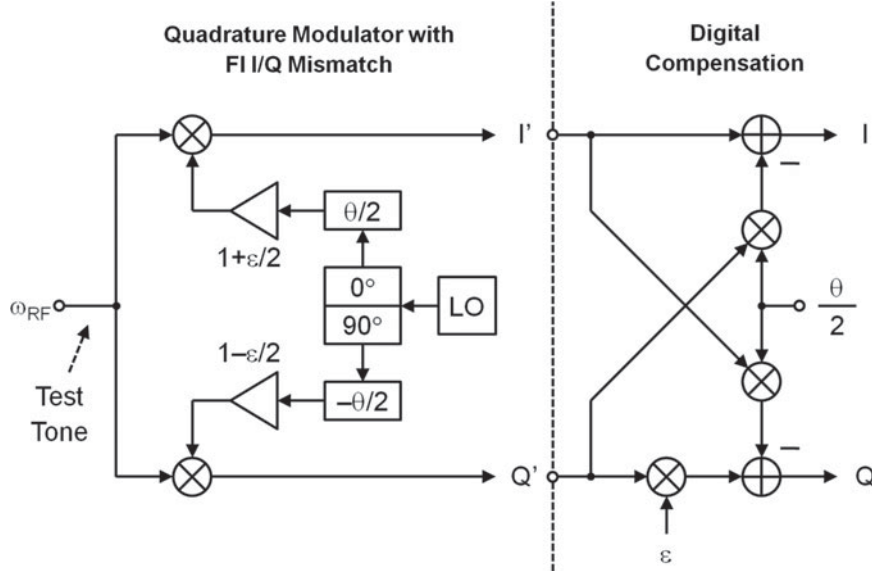 Quadrature Modulator with
FI I/Q Mismatch
Digital
Compensation
I'
I
θ/2
1+ε/2
0°
90°
LO
ω_RF
θ
2
1–ε/2
–θ/2
Test
Tone
–
–
Q'
Q
ε